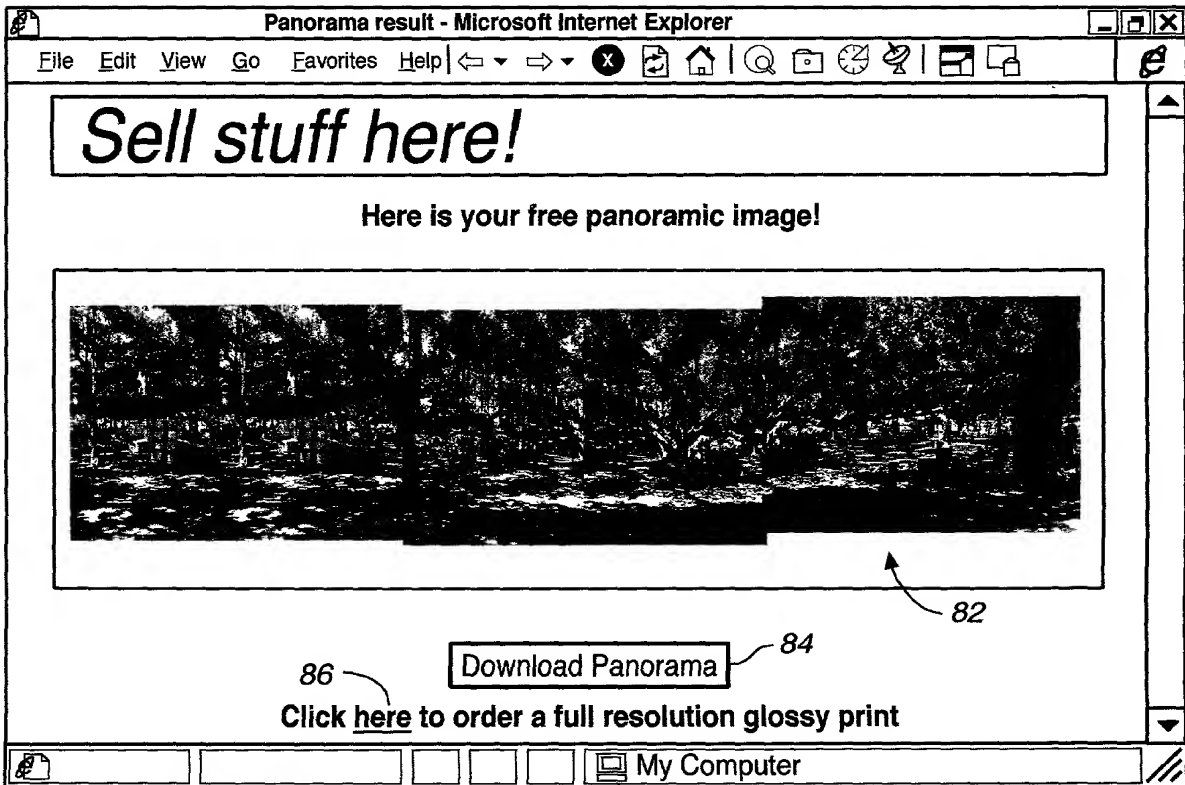 Panorama result - Microsoft Internet Explorer
File Edit View Go Favorites Help
Sell stuff here!
Here is your free panoramic image!
82
Download Panorama 84
86
Click here to order a full resolution glossy print
My Computer